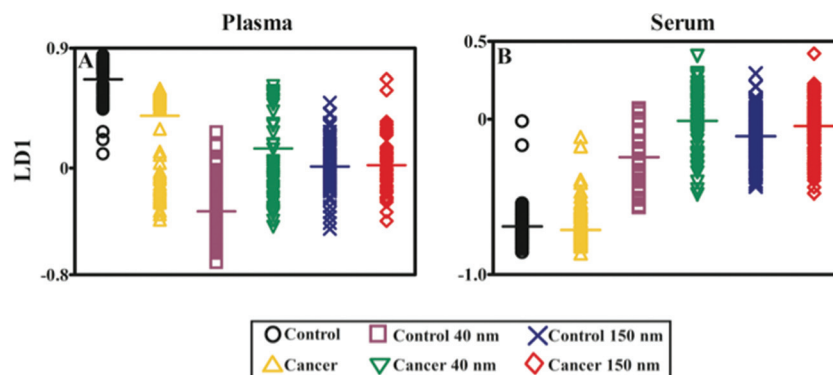 Plasma
Serum
A
B
0.9
0
-0.8
LD1
0.5
0
-1.0
Control
Control 40 nm
Control 150 nm
Cancer
Cancer 40 nm
Cancer 150 nm